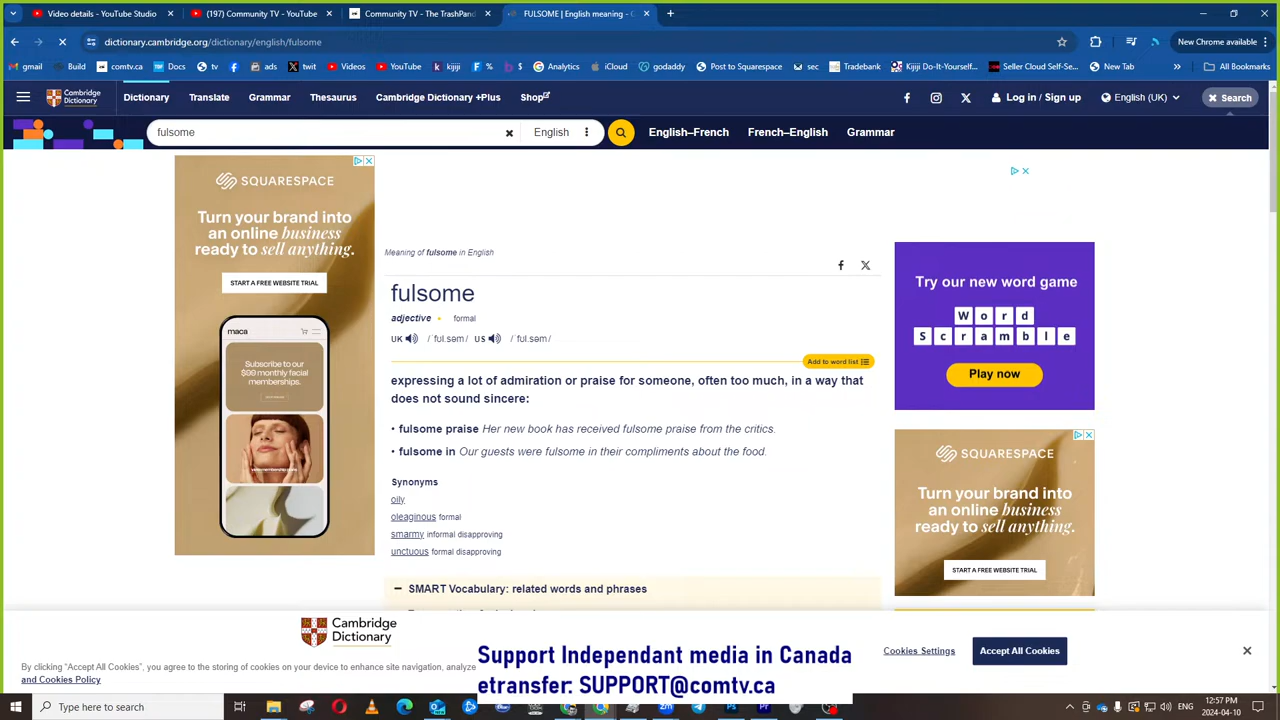 Video details - YouTube Studio
(197) Community TV - YouTube
Community TV - The TrashPand
FULSOME | English meaning - C
dictionary.cambridge.org/dictionary/english/fulsome
New Chrome available
gmail
Build
comtv.ca
Docs
tv
ads
twit
Videos
YouTube
kijiji
%
$
Analytics
iCloud
godaddy
Support Request -...
sec
Tradebank
Kijiji Do-It-Yourself...
Seller Cloud Self-Se...
New Tab
All Bookmarks
Cambridge Dictionary
Dictionary
Translate
Grammar
Thesaurus
Cambridge Dictionary +Plus
Shop
Log in / Sign up
English (UK)
Search
fulsome
English
English–French
French–English
Grammar
SQUARESPACE
Turn your brand into
an online business
ready to sell anything.
START A FREE WEBSITE TRIAL
maca
Subscribe to our
$99 monthly facial
memberships.
Meaning of fulsome in English
fulsome
adjective
formal
UK /ˈfʊl.səm/ US /ˈfʊl.səm/
Add to word list
expressing a lot of admiration or praise for someone, often too much, in a way that
does not sound sincere:
• fulsome praise Her new book has received fulsome praise from the critics.
• fulsome in Our guests were fulsome in their compliments about the food.
Synonyms
oily
oleaginous formal
smarmy informal disapproving
unctuous formal disapproving
SMART Vocabulary: related words and phrases
Try our new word game
Word
Scramble
Play now
SQUARESPACE
Turn your brand into
an online business
ready to sell anything.
START A FREE WEBSITE TRIAL
Cambridge
Dictionary
By clicking “Accept All Cookies”, you agree to the storing of cookies on your device to enhance site navigation, analyze
and Cookies Policy
Cookies Settings
Accept All Cookies
Support Independant media in Canada
etransfer: SUPPORT@comtv.ca
Type here to search
12:57 PM
2024-04-10